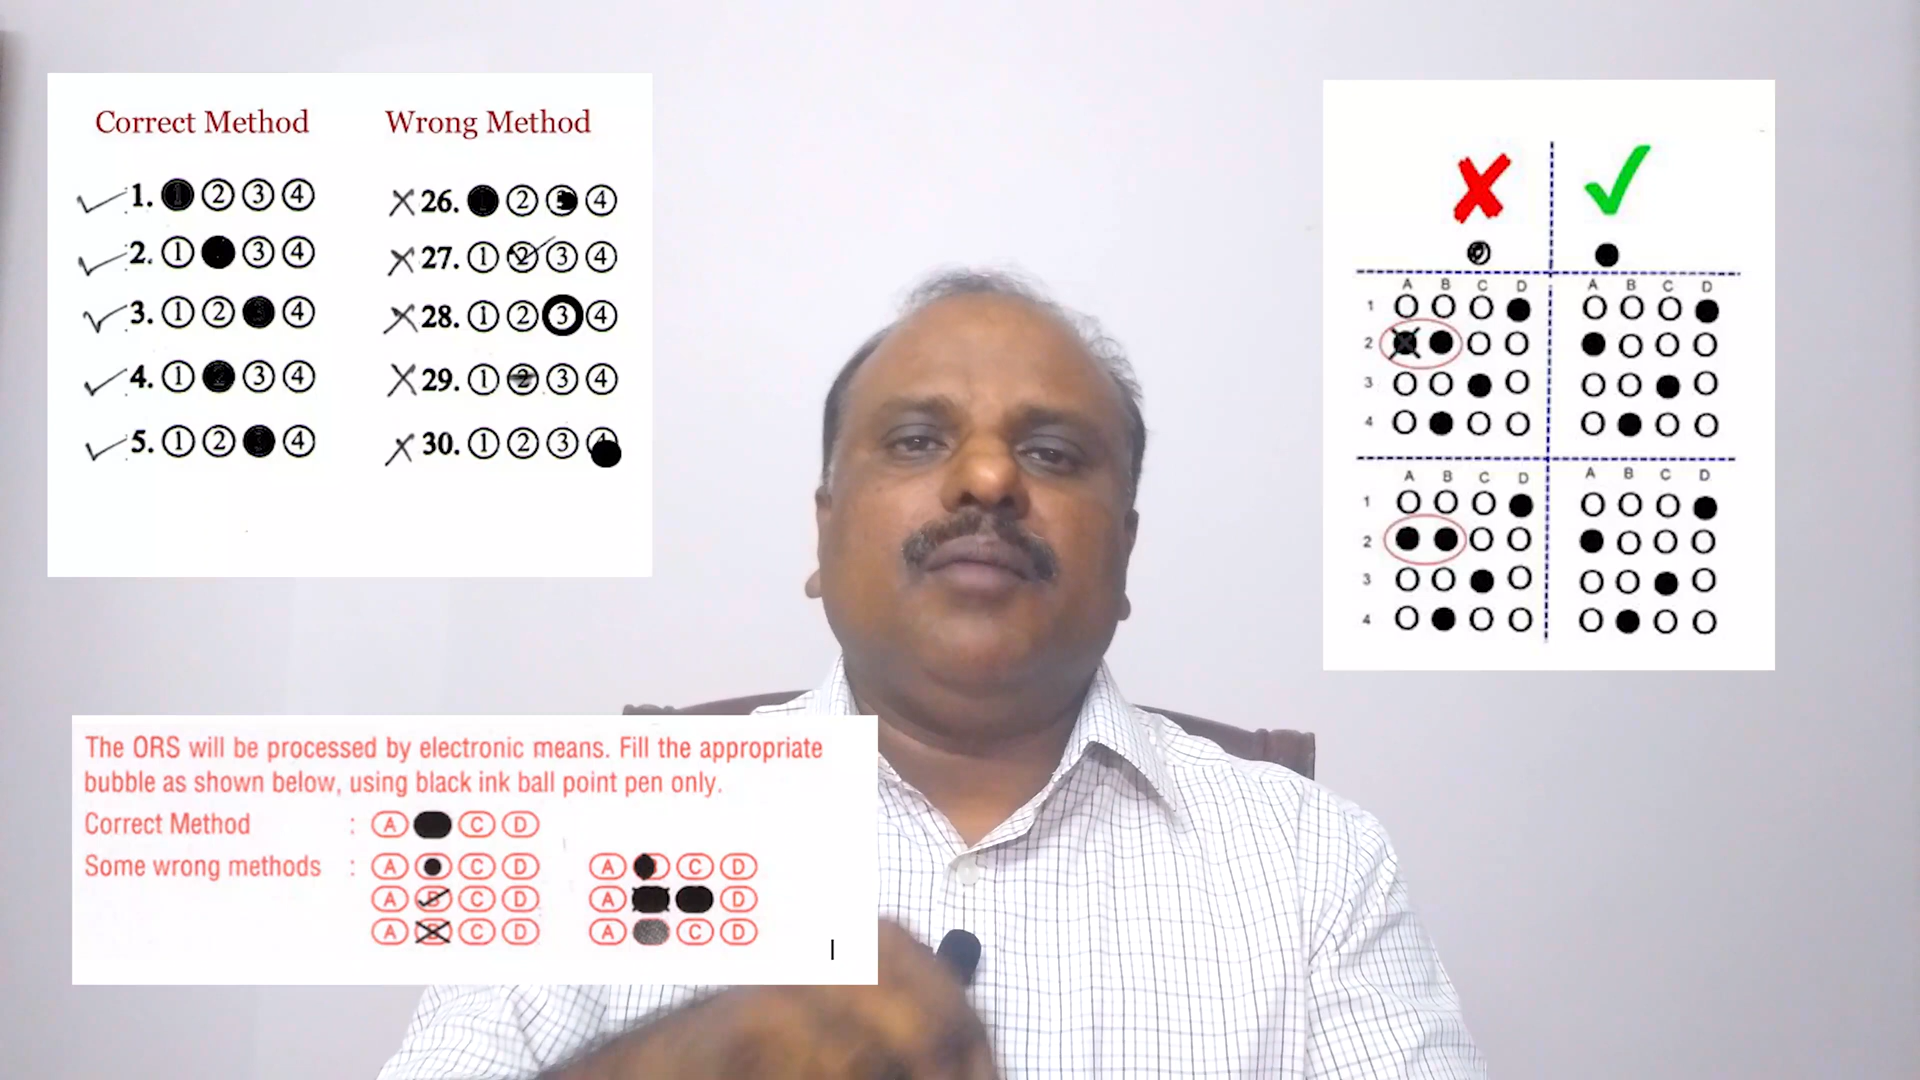 Correct Method Wrong Method
1. 1 2 3 4 26. 1 2 3 4
2. 1 3 4 27. 1 2 3 4
3. 1 2 3 4 28. 1 2 3 4
4. 1 2 3 4 29. 1 2 3 4
5. 1 2 3 4 30. 1 2 3 4
A B C D A B C D
1
2
3
4
A B C D A B C D
1
2
3
4
The ORS will be processed by electronic means. Fill the appropriate
bubble as shown below, using black ink ball point pen only.
Correct Method : A C D
Some wrong methods : A C D A C D
A B C D A D
A B C D A C D